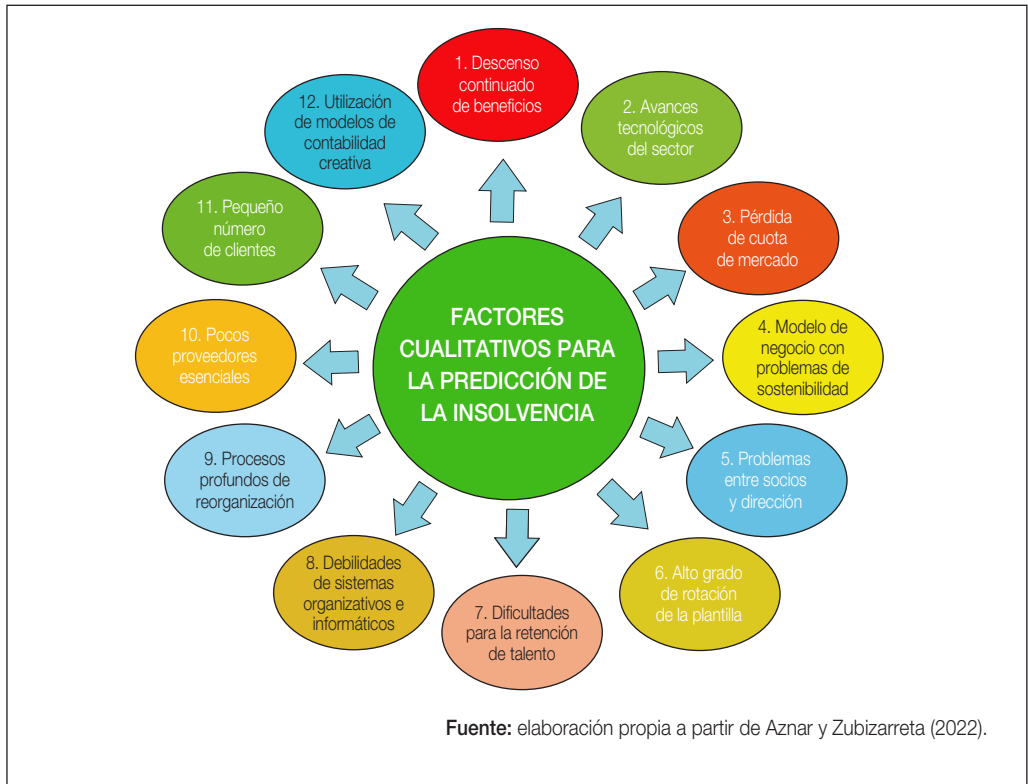 1. Descenso
continuado
de beneficios
2. Avances
tecnológicos
del sector
3. Pérdida
de cuota
de mercado
4. Modelo de
negocio con
problemas de
sostenibilidad
5. Problemas
entre socios
y dirección
6. Alto grado
de rotación
de la plantilla
7. Dificultades
para la retención
de talento
8. Debilidades
de sistemas
organizativos e
informáticos
9. Procesos
profundos de
reorganización
10. Pocos
proveedores
esenciales
11. Pequeño
número
de clientes
12. Utilización
de modelos de
contabilidad
creativa
FACTORES
CUALITATIVOS PARA
LA PREDICCIÓN DE
LA INSOLVENCIA
Fuente: elaboración propia a partir de Aznar y Zubizarreta (2022).